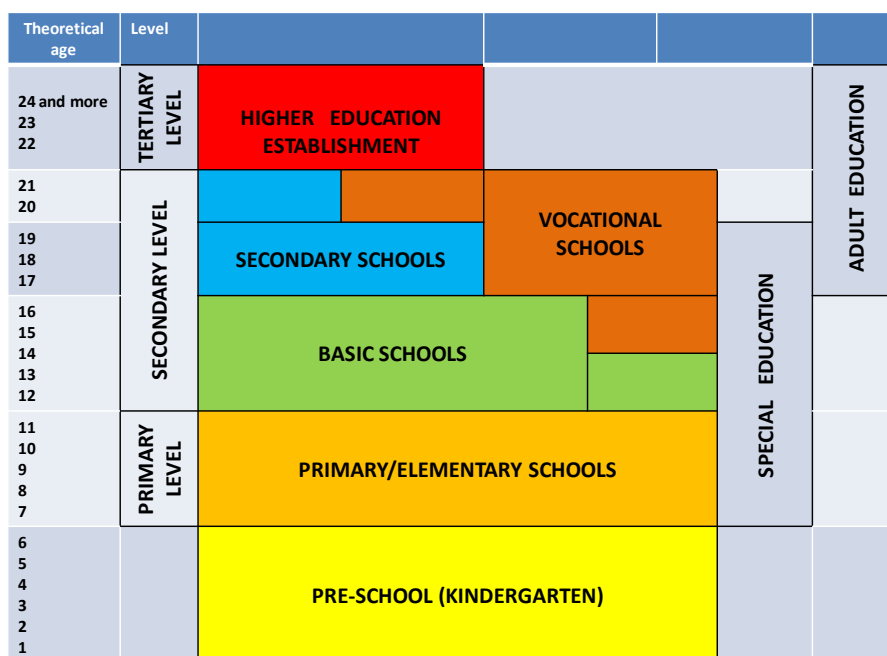 Theoretical
age
Level
24 and more
23
22
TERTIARY
LEVEL
HIGHER EDUCATION
ESTABLISHMENT
ADULT EDUCATION
21
20
SECONDARY LEVEL
VOCATIONAL
SCHOOLS
19
18
17
SECONDARY SCHOOLS
SPECIAL EDUCATION
16
15
14
13
12
BASIC SCHOOLS
11
10
9
8
7
PRIMARY
LEVEL
PRIMARY/ELEMENTARY SCHOOLS
6
5
4
3
2
1
PRE-SCHOOL (KINDERGARTEN)